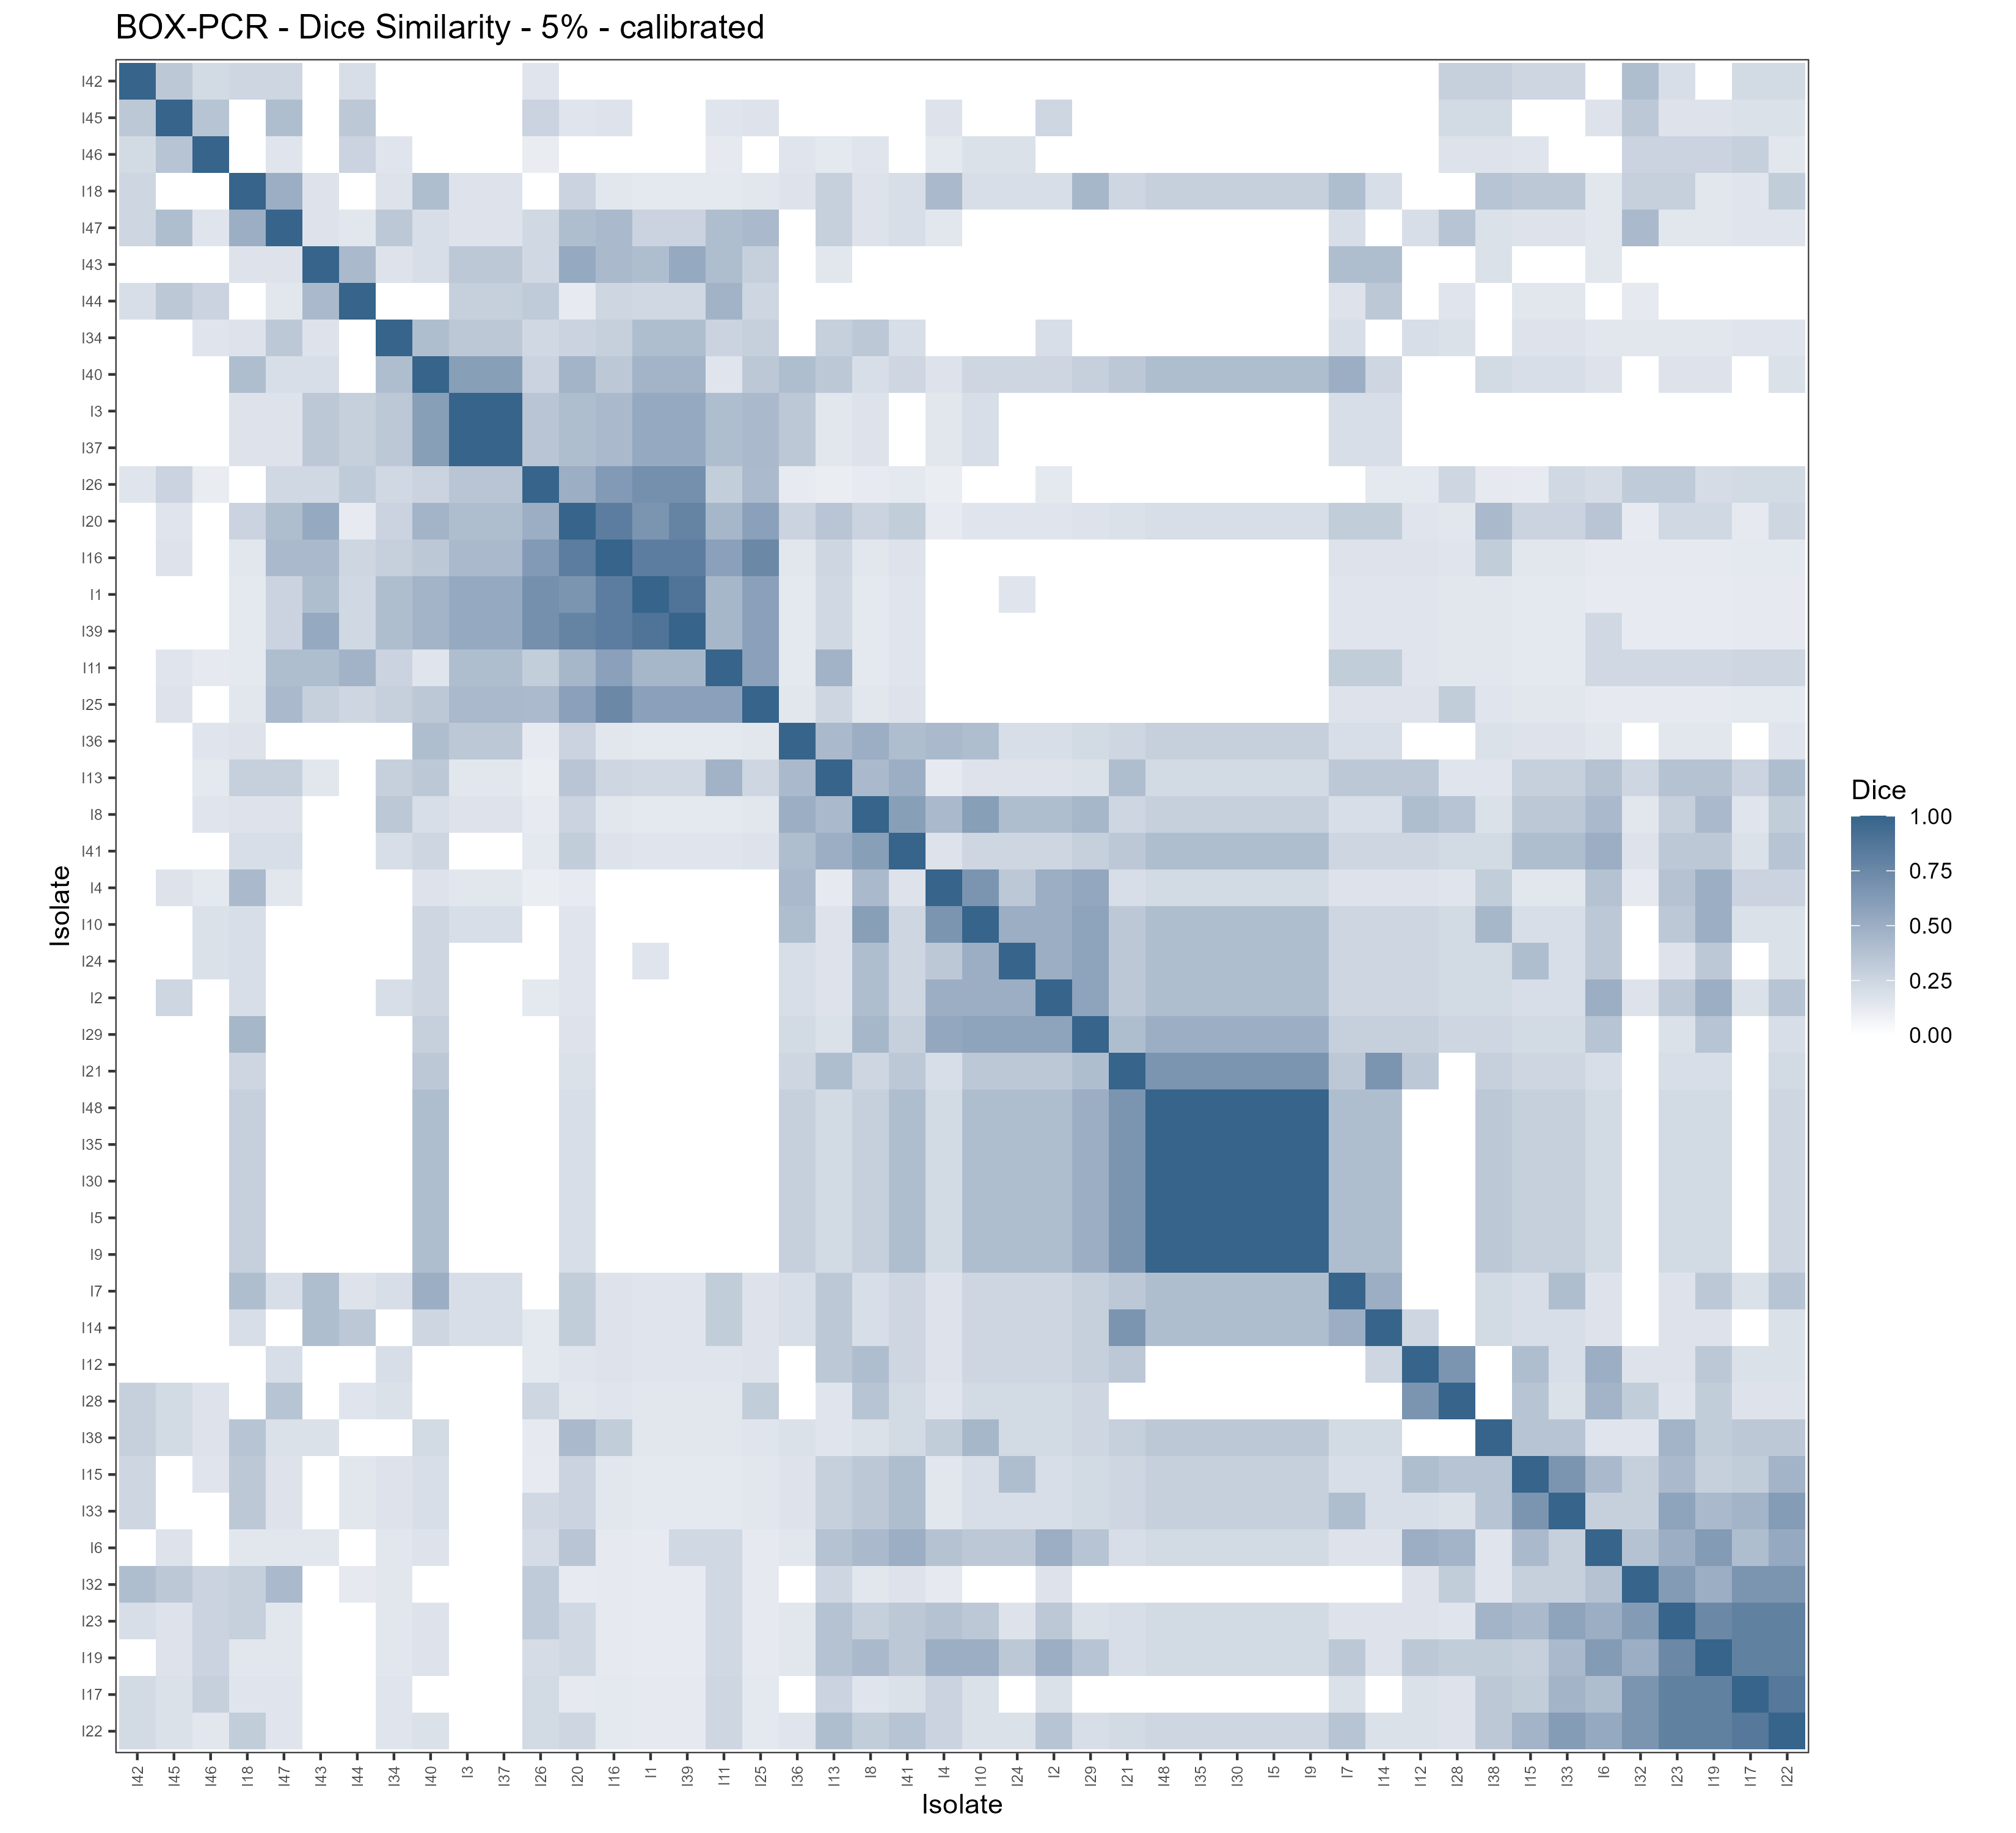 BOX-PCR - Dice Similarity - 5% - calibrated
I42
I45
I46
I18
I47
I43
I44
I34
I40
I3
I37
I26
I20
I16
I1
I39
I11
I25
I36
I13
I8
I41
I4
I10
I24
I2
I29
I21
I48
I35
I30
I5
I9
I7
I14
I12
I28
I38
I15
I33
I6
I32
I23
I19
I17
I22
Isolate
I42 I45 I46 I18 I47 I43 I44 I34 I40 I3 I37 I26 I20 I16 I1 I39 I11 I25 I36 I13 I8 I41 I4 I10 I24 I2 I29 I21 I48 I35 I30 I5 I9 I7 I14 I12 I28 I38 I15 I33 I6 I32 I23 I19 I17 I22
Isolate
Dice
1.00
0.75
0.50
0.25
0.00